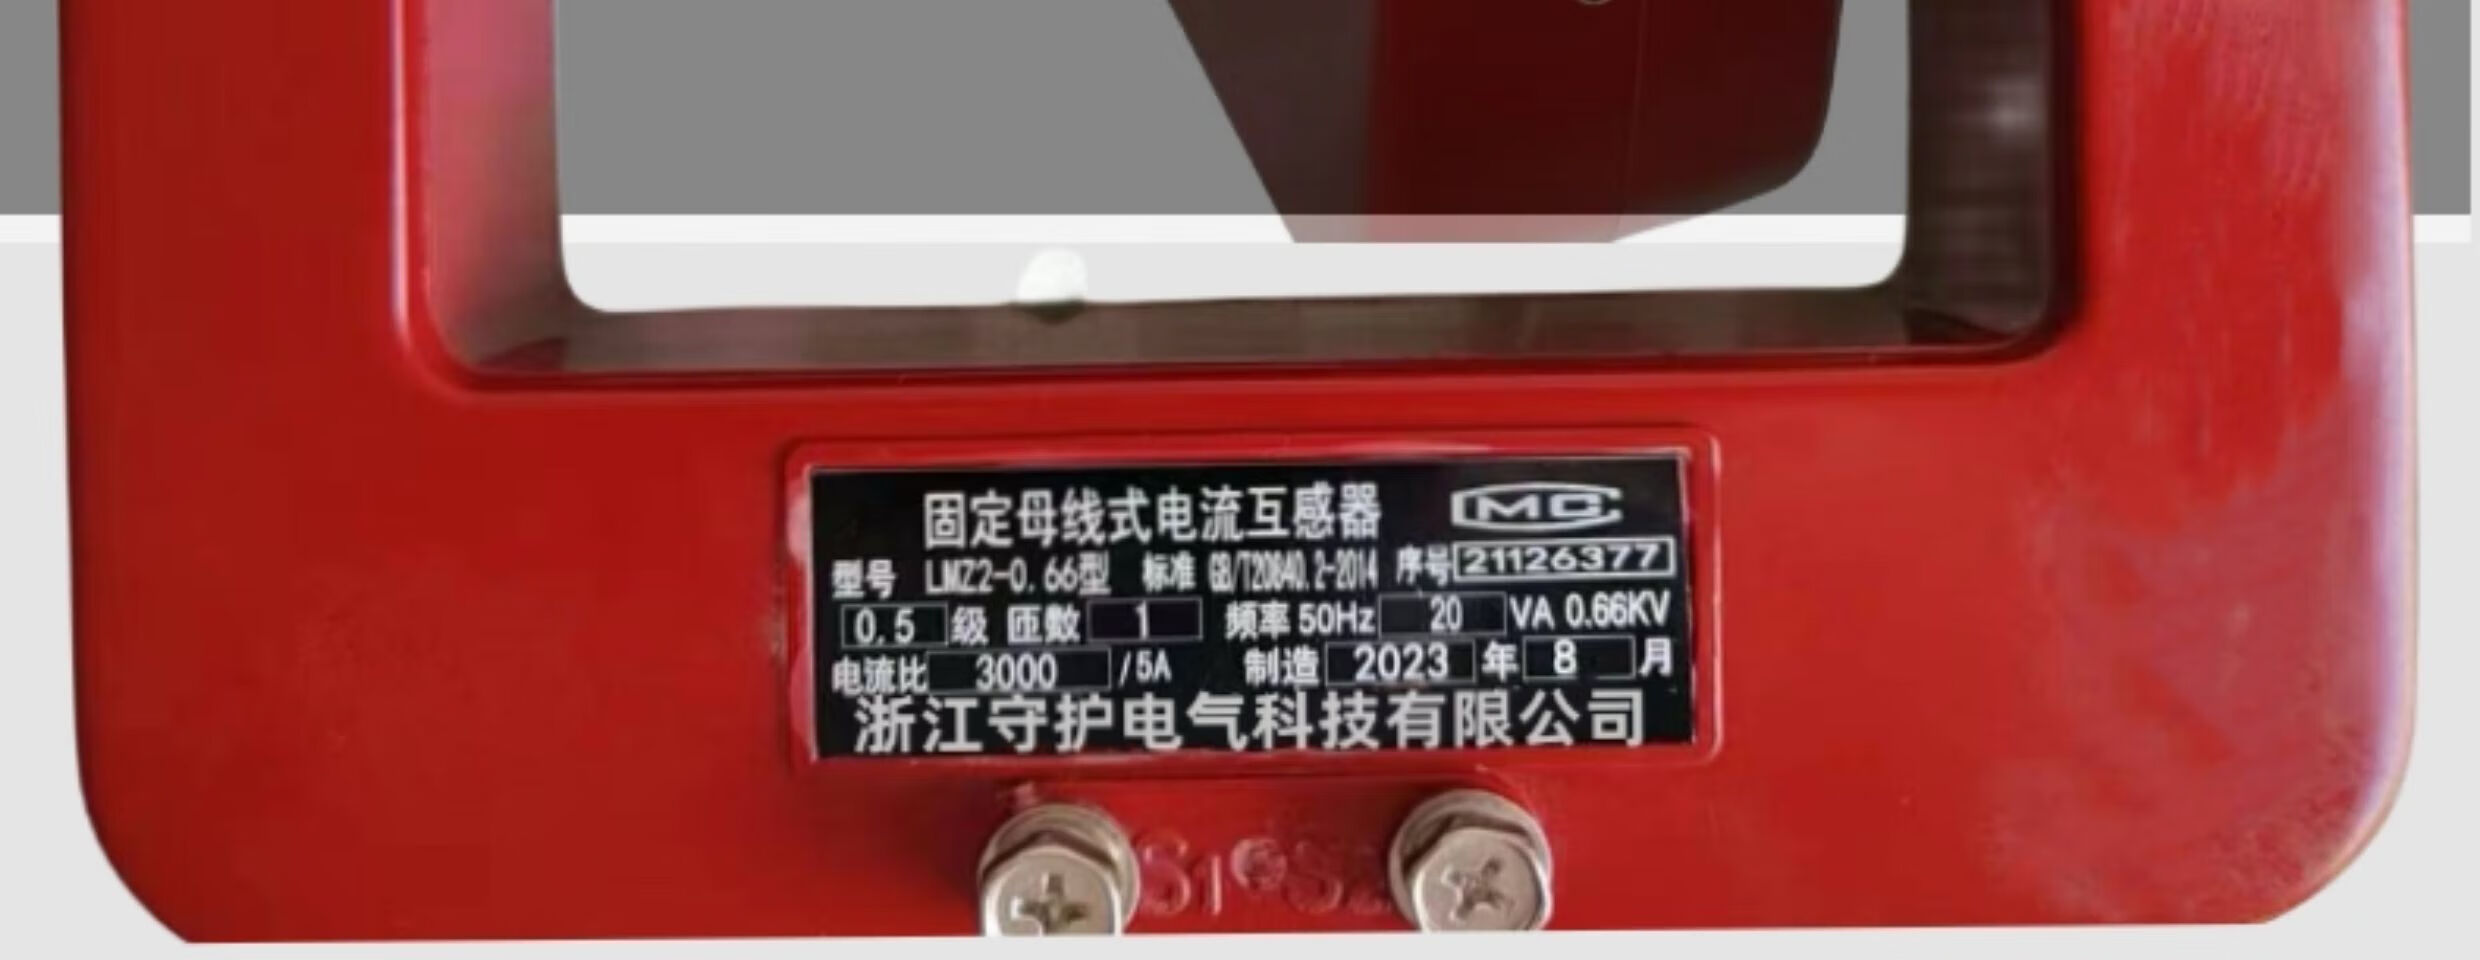 固定母线式电流互感器 MC
型号 LMZ2-0.66型 标准 GB/T20840.2-2014 序号 21126377
0.5 级 匝数 1 频率 50Hz 20 VA 0.66KV
电流比 3000 /5A 制造 2023 年 8 月
浙江守护电气科技有限公司
S1 S2